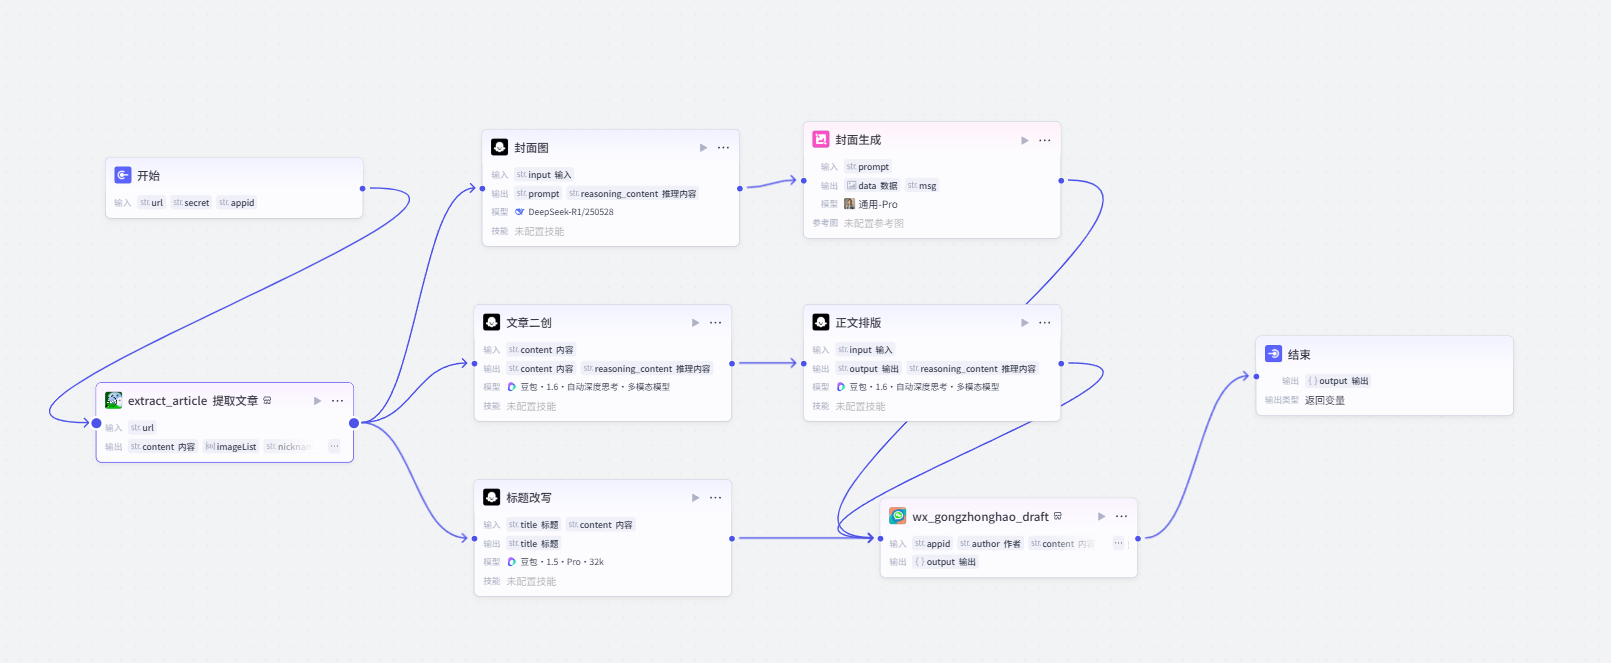 开始
输入 str. url str. secret str. appid
extract_article 提取文章
输入 str. url
输出 str. content 内容 imageList str. nicknam ...
封面图
输入 str. input 输入
输出 str. prompt str. reasoning_content 推理内容
模型 DeepSeek-R1/250528
技能 未配置技能
封面生成
输入 str. prompt
输出 data 数据 str. msg
模型 通用-Pro
参考图 未配置参考图
文章二创
输入 str. content 内容
输出 str. content 内容 str. reasoning_content 推理内容
模型 豆包·1.6·自动深度思考·多模态模型
技能 未配置技能
正文排版
输入 str. input 输入
输出 str. output 输出 str. reasoning_content 推理内容
模型 豆包·1.6·自动深度思考·多模态模型
技能 未配置技能
标题改写
输入 str. title 标题 str. content 内容
输出 str. title 标题
模型 豆包·1.5·Pro·32k
技能 未配置技能
wx_gongzhonghao_draft
输入 str. appid str. author 作者 str. content 内容 ...
输出 {} output 输出
结束
输出 {} output 输出
输出类型 返回变量